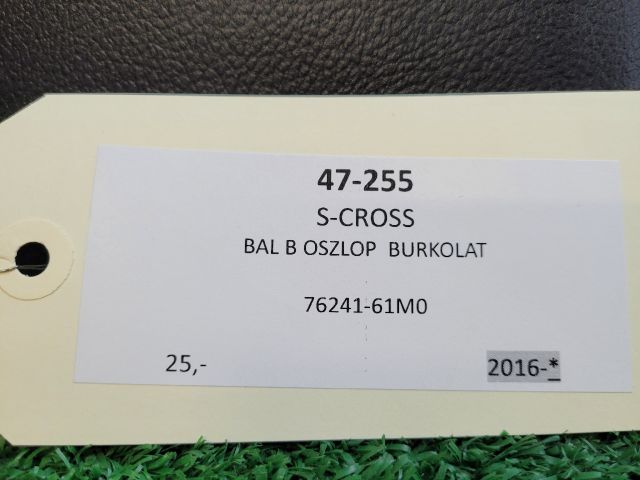 47-255
S-CROSS
BAL B OSZLOP BURKOLAT
76241-61M0
25,- 2016-*